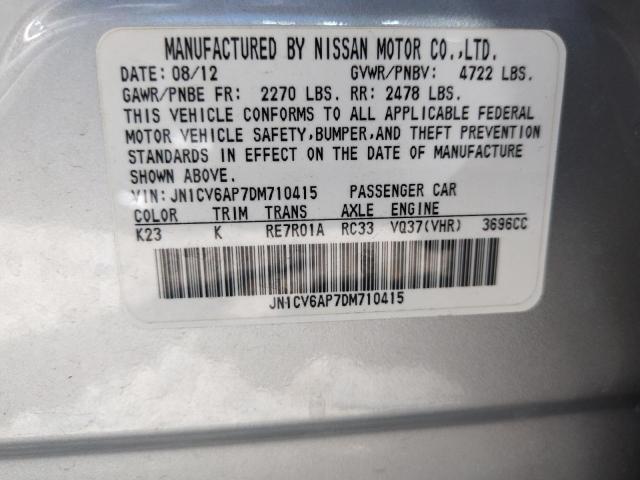 MANUFACTURED BY NISSAN MOTOR CO.,LTD.
DATE: 08/12 GVWR/PNBV: 4722 LBS.
GAWR/PNBE FR: 2270 LBS. RR: 2478 LBS.
THIS VEHICLE CONFORMS TO ALL APPLICABLE FEDERAL
MOTOR VEHICLE SAFETY,BUMPER,AND THEFT PREVENTION
STANDARDS IN EFFECT ON THE DATE OF MANUFACTURE
SHOWN ABOVE.
VIN: JN1CV6AP7DM710415 PASSENGER CAR
COLOR TRIM TRANS AXLE ENGINE
K23 K RE7R01A RC33 VQ37(VHR) 3696CC
JN1CV6AP7DM710415